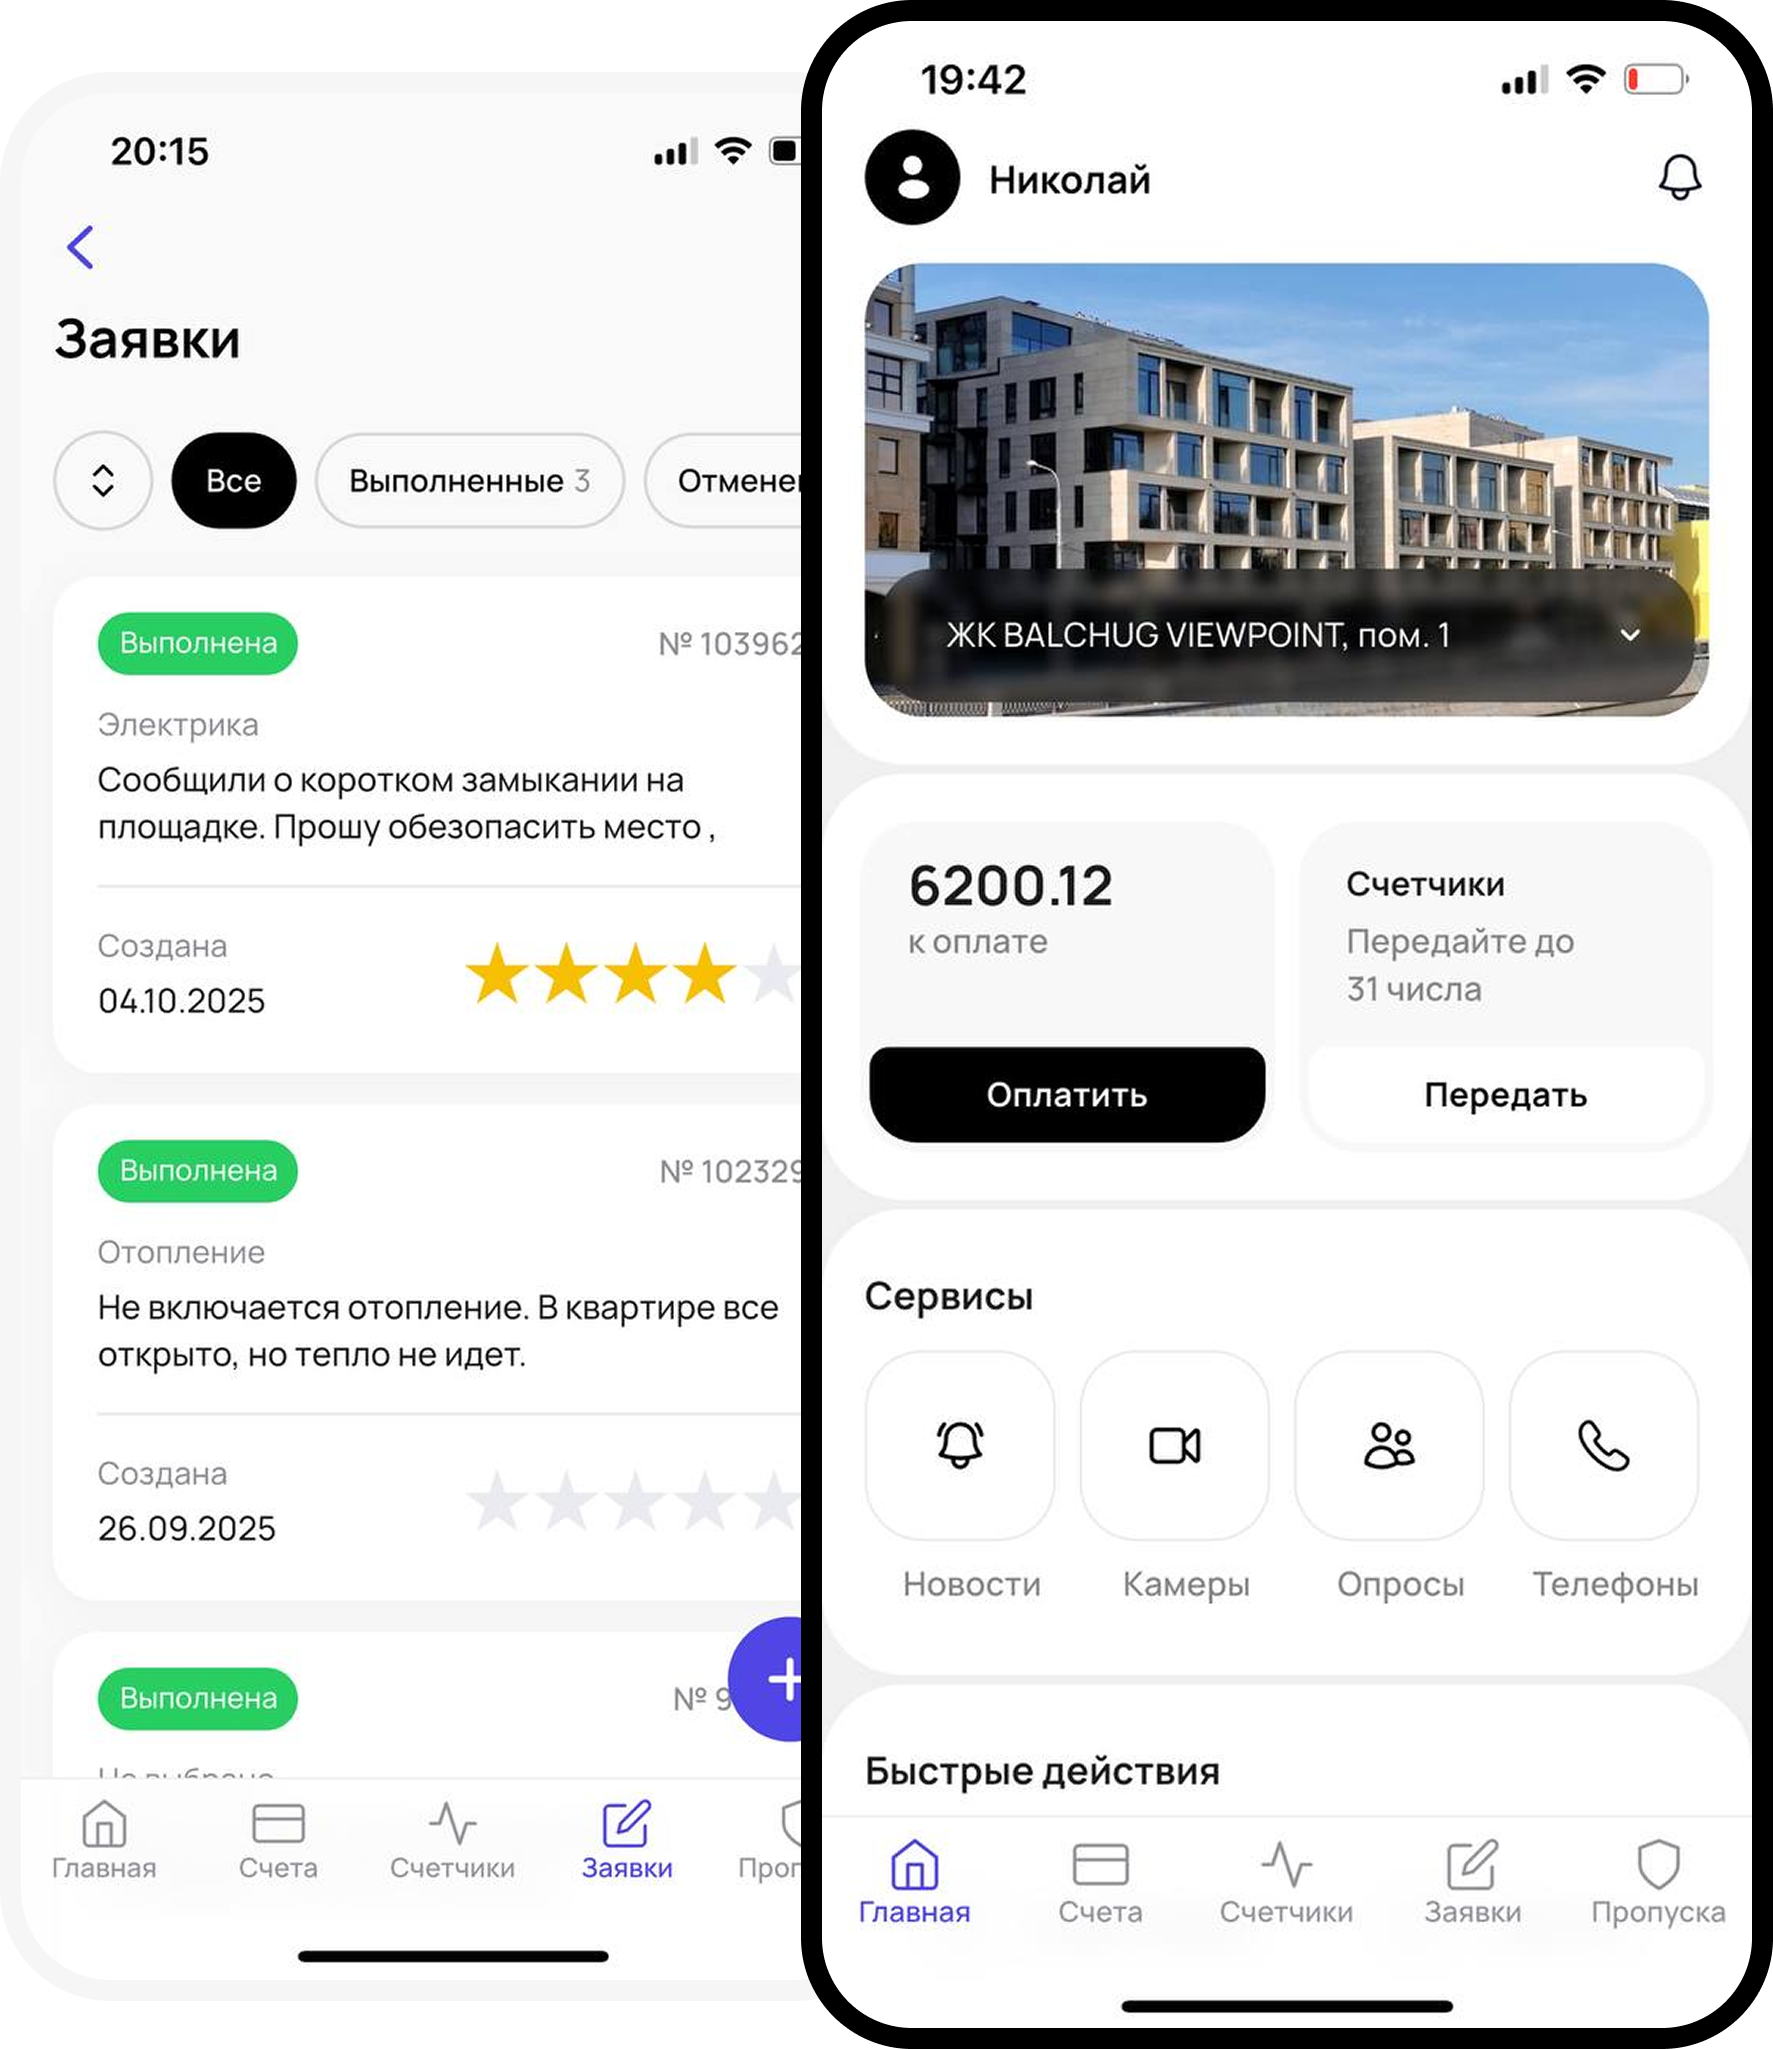 20:15
Заявки
Все
Выполненные 3
Выполнена
№ 103962
Электрика
Сообщили о коротком замыкании на
площадке. Прошу обезопасить место ,
Создана
04.10.2025
Выполнена
№ 102329
Отопление
Не включается отопление. В квартире все
открыто, но тепло не идет.
Создана
26.09.2025
Выполнена
№ 9
Главная
Счета
Счетчики
Заявки
19:42
Николай
ЖК BALCHUG VIEWPOINT, пом. 1
6200.12
к оплате
Оплатить
Счетчики
Передайте до
31 числа
Передать
Сервисы
Новости
Камеры
Опросы
Телефоны
Быстрые действия
Главная
Счета
Счетчики
Заявки
Пропуска